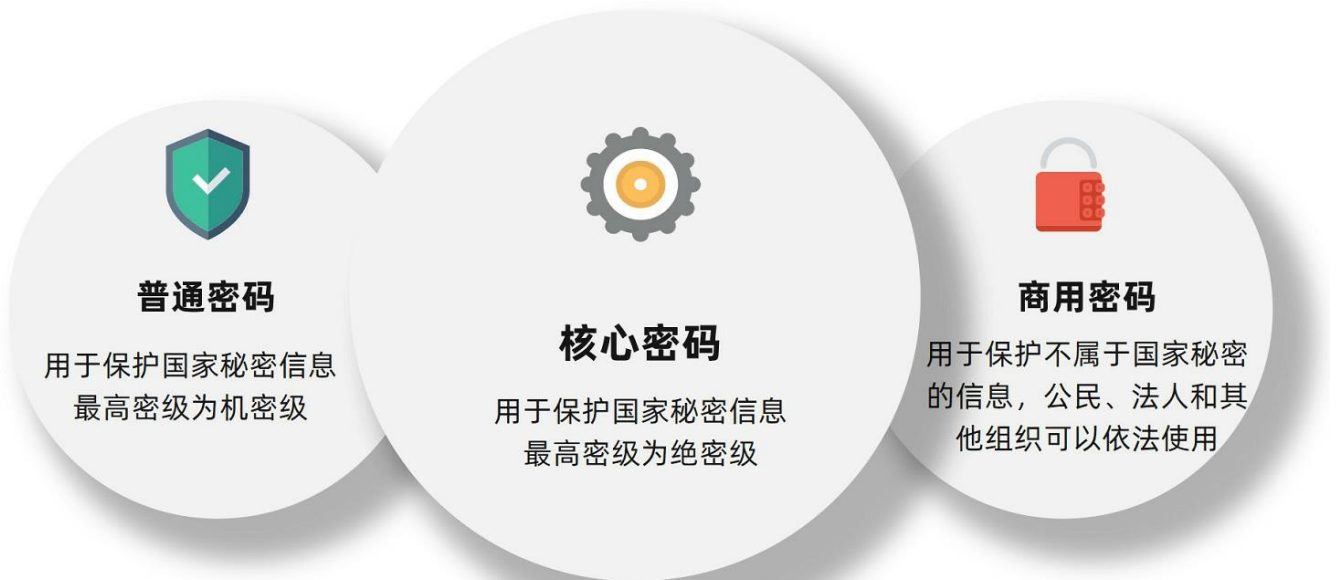 普通密码
用于保护国家秘密信息
最高密级为机密级
核心密码
用于保护国家秘密信息
最高密级为绝密级
商用密码
用于保护不属于国家秘密
的信息，公民、法人和其
他组织可以依法使用